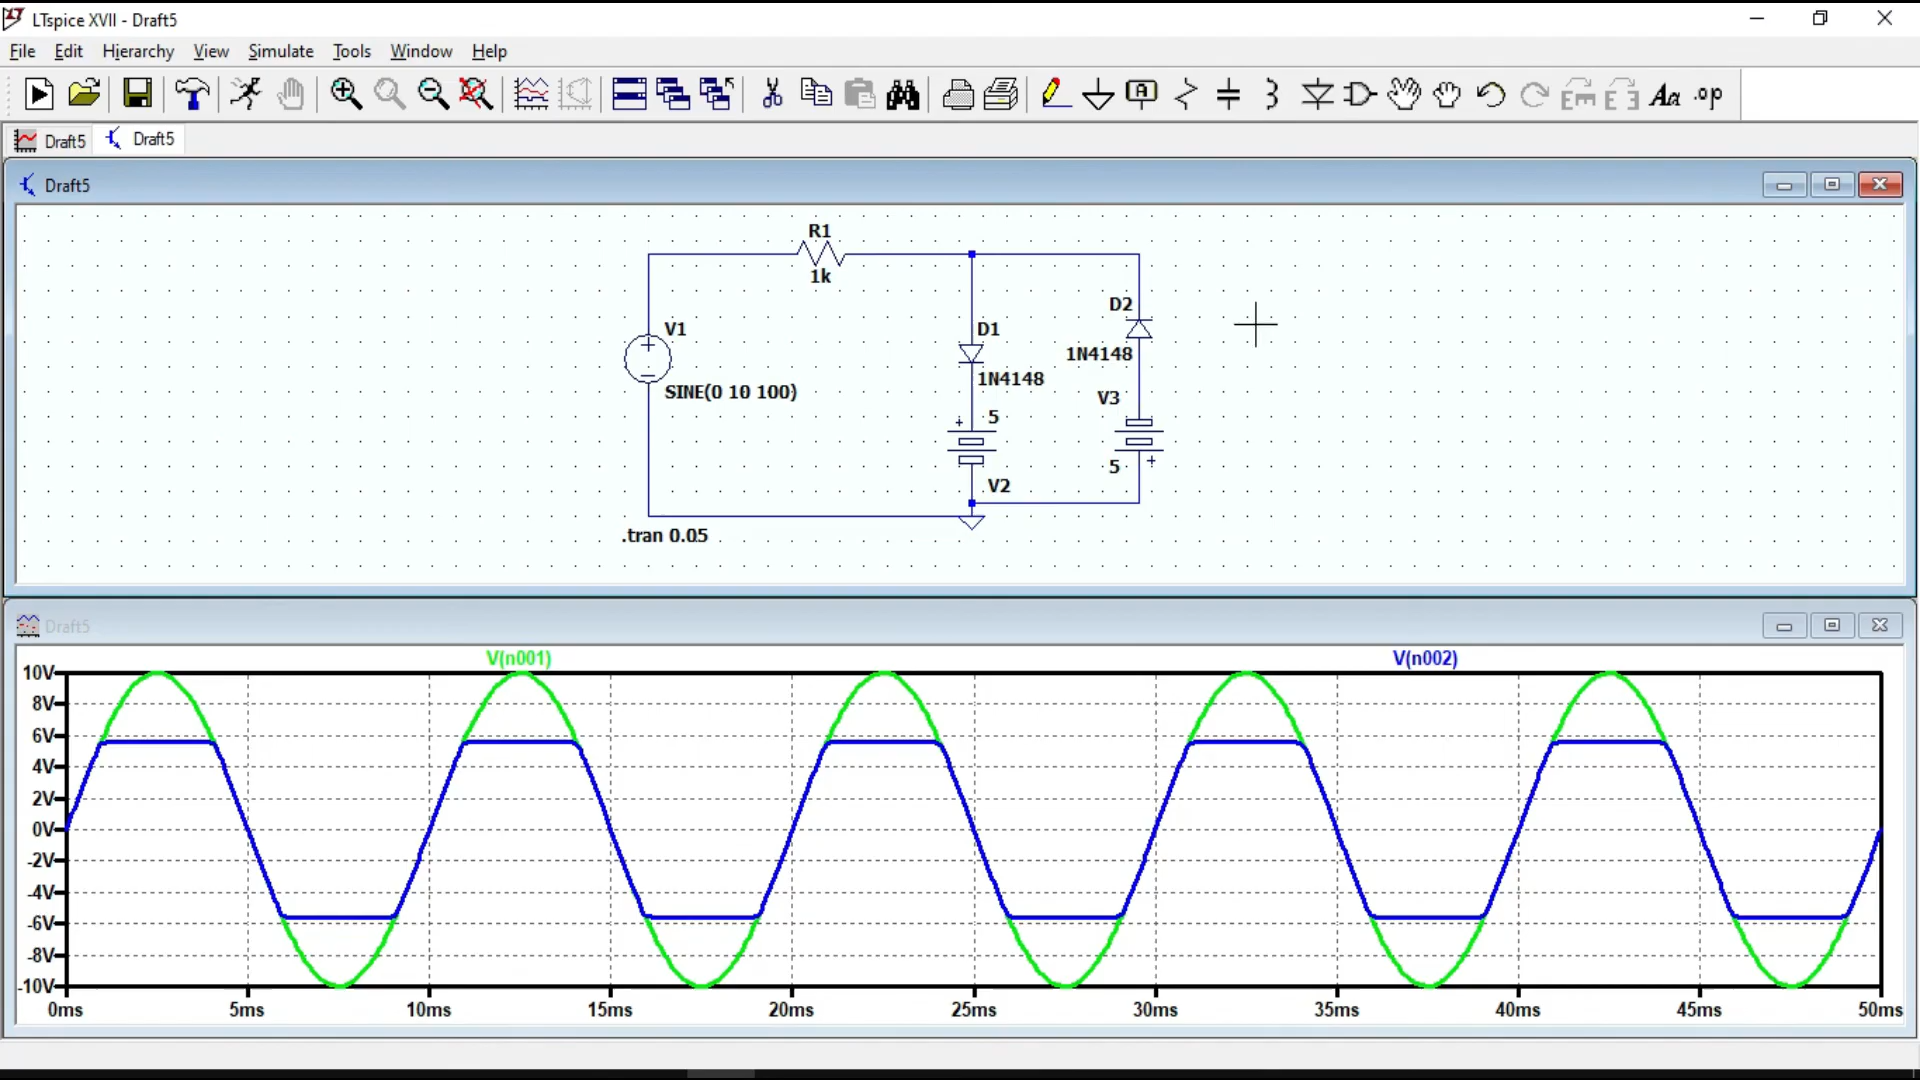 LTspice XVII - Draft5
File Edit Hierarchy View Simulate Tools Window Help
A Aa .op
Draft5 Draft5
Draft5
R1
1k
V1
SINE(0 10 100)
D1
1N4148
D2
1N4148
V3
5
+
5
+
V2
.tran 0.05
Draft5
V(n001) V(n002)
10V
8V
6V
4V
2V
0V
-2V
-4V
-6V
-8V
-10V
0ms 5ms 10ms 15ms 20ms 25ms 30ms 35ms 40ms 45ms 50ms